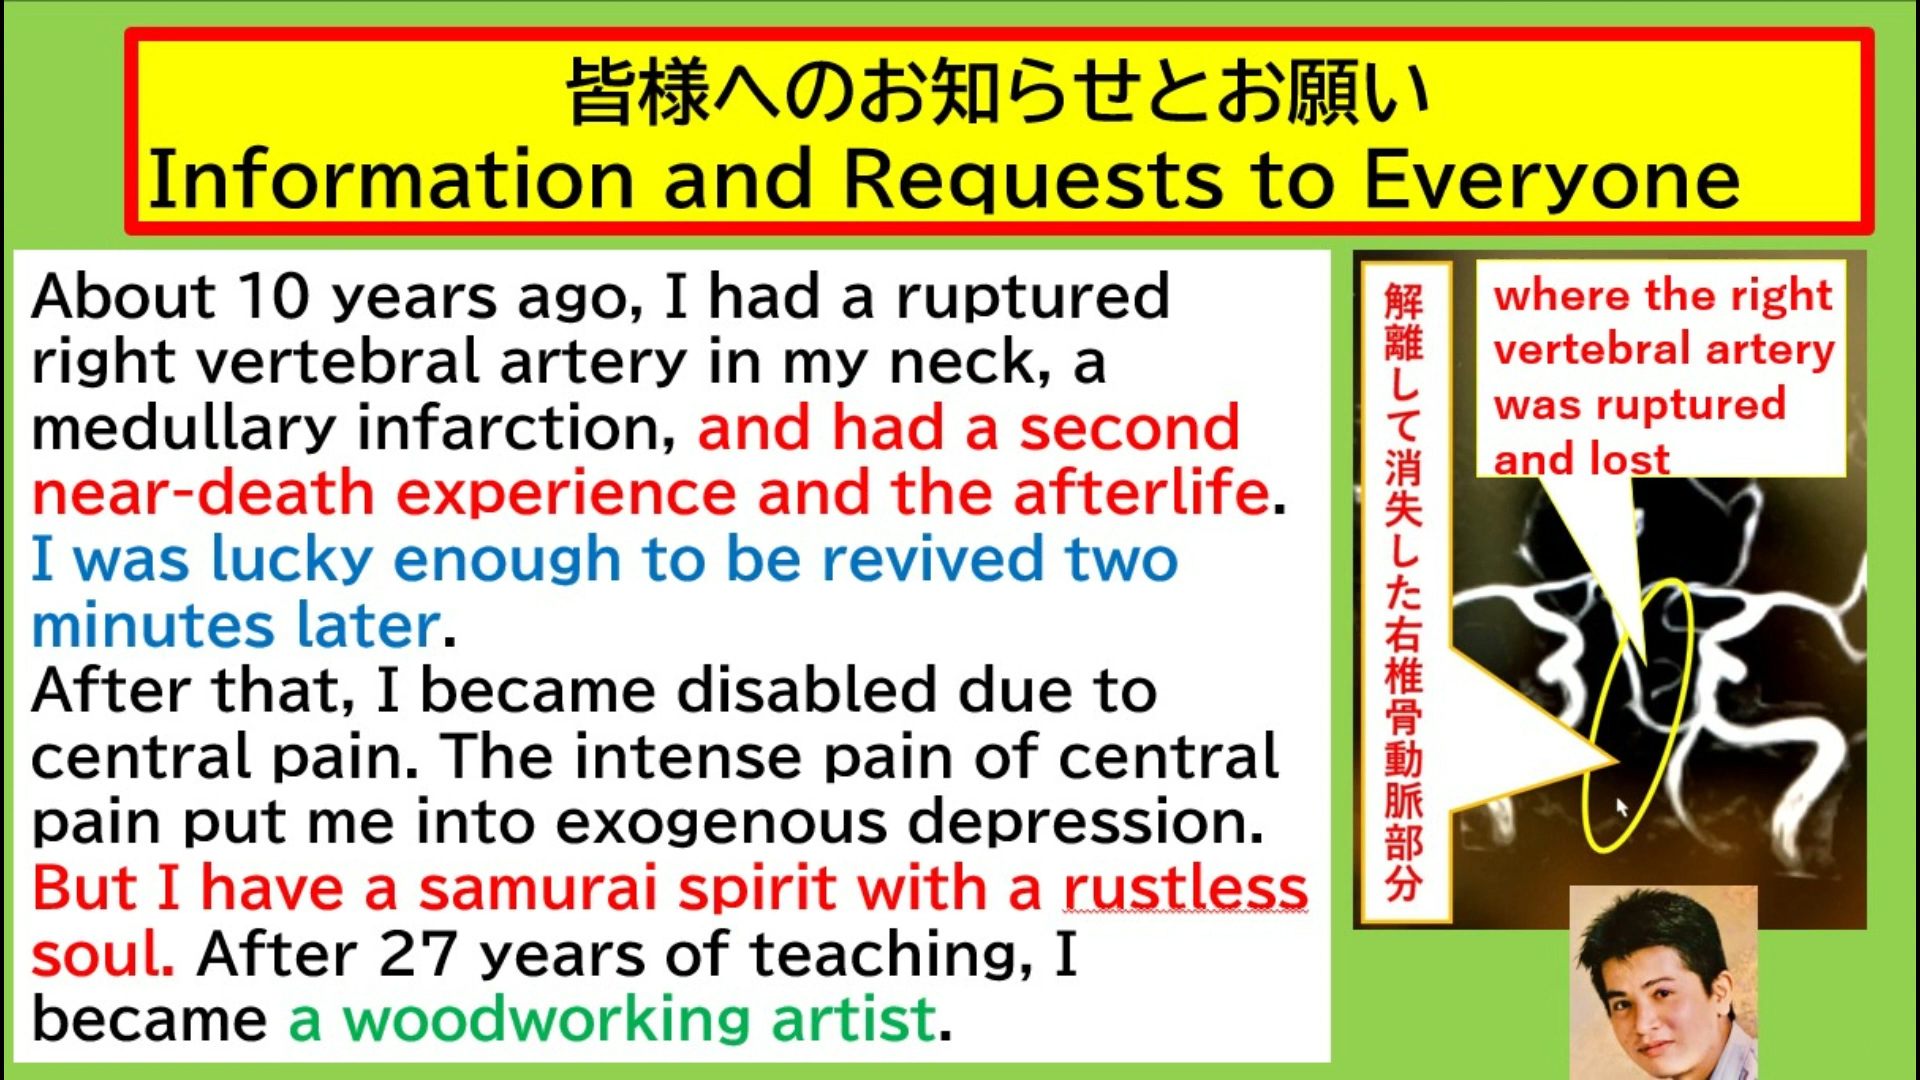 皆様へのお知らせとお願い
Information and Requests to Everyone
About 10 years ago, I had a ruptured
right vertebral artery in my neck, a
medullary infarction, and had a second
near-death experience and the afterlife.
I was lucky enough to be revived two
minutes later.
After that, I became disabled due to
central pain. The intense pain of central
pain put me into exogenous depression.
But I have a samurai spirit with a rustless
soul. After 27 years of teaching, I
became a woodworking artist.
解離して消失した右椎骨動脈部分
where the right
vertebral artery
was ruptured
and lost